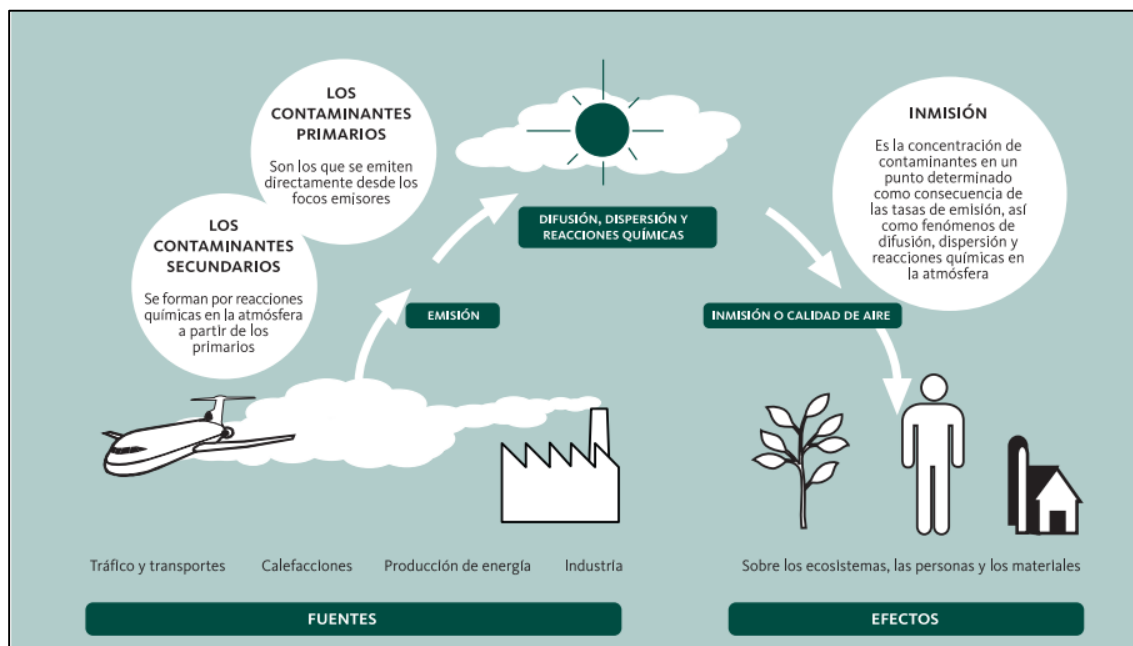 LOS
CONTAMINANTES
PRIMARIOS
Son los que se emiten
directamente desde los
focos emisores
LOS
CONTAMINANTES
SECUNDARIOS
Se forman por reacciones
químicas en la atmósfera
a partir de los
primarios
DIFUSIÓN, DISPERSIÓN Y
REACCIONES QUÍMICAS
EMISIÓN
INMISIÓN
Es la concentración de
contaminantes en un
punto determinado
como consecuencia de
las tasas de emisión, así
como fenómenos de
difusión, dispersión y
reacciones químicas en
la atmósfera
INMISIÓN O CALIDAD DE AIRE
Tráfico y transportes
Calefacciones
Producción de energía
Industria
FUENTES
Sobre los ecosistemas, las personas y los materiales
EFECTOS